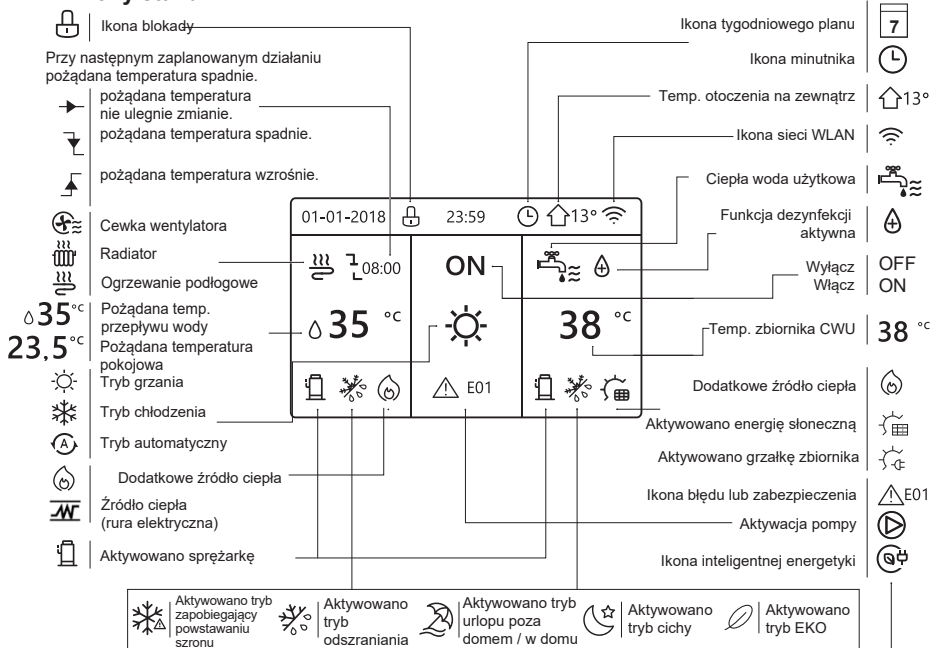 Ikona blokady
Przy następnym zaplanowanym działaniu
pożądana temperatura spadnie.
pożądana temperatura
nie ulegnie zmianie.
pożądana temperatura spadnie.
pożądana temperatura wzrośnie.
Cewka wentylatora
Radiator
Ogrzewanie podłogowe
35°C
Pożądana temp.
przepływu wody
23,5°C
Pożądana temperatura
pokojowa
Tryb grzania
Tryb chłodzenia
A
Tryb automatyczny
Dodatkowe źródło ciepła
Źródło ciepła
(rura elektryczna)
Aktywowano sprężarkę
01-01-2018 23:59 13°
08:00
ON
35 °C
38 °C
E01
Ikona tygodniowego planu
7
Ikona minutnika
Temp. otoczenia na zewnątrz
13°
Ikona sieci WLAN
Ciepła woda użytkowa
Funkcja dezynfekcji
aktywna
Wyłącz OFF
Włącz ON
Temp. zbiornika CWU 38 °C
Dodatkowe źródło ciepła
Aktywowano energię słoneczną
Aktywowano grzałkę zbiornika
Ikona błędu lub zabezpieczenia
E01
Aktywacja pompy
Ikona inteligentnej energetyki
Aktywowano tryb
zapobiegający
powstawaniu
szronu
Aktywowano
tryb
odszraniania
Aktywowano tryb
urlopu poza
domem / w domu
Aktywowano
tryb cichy
Aktywowano
tryb EKO